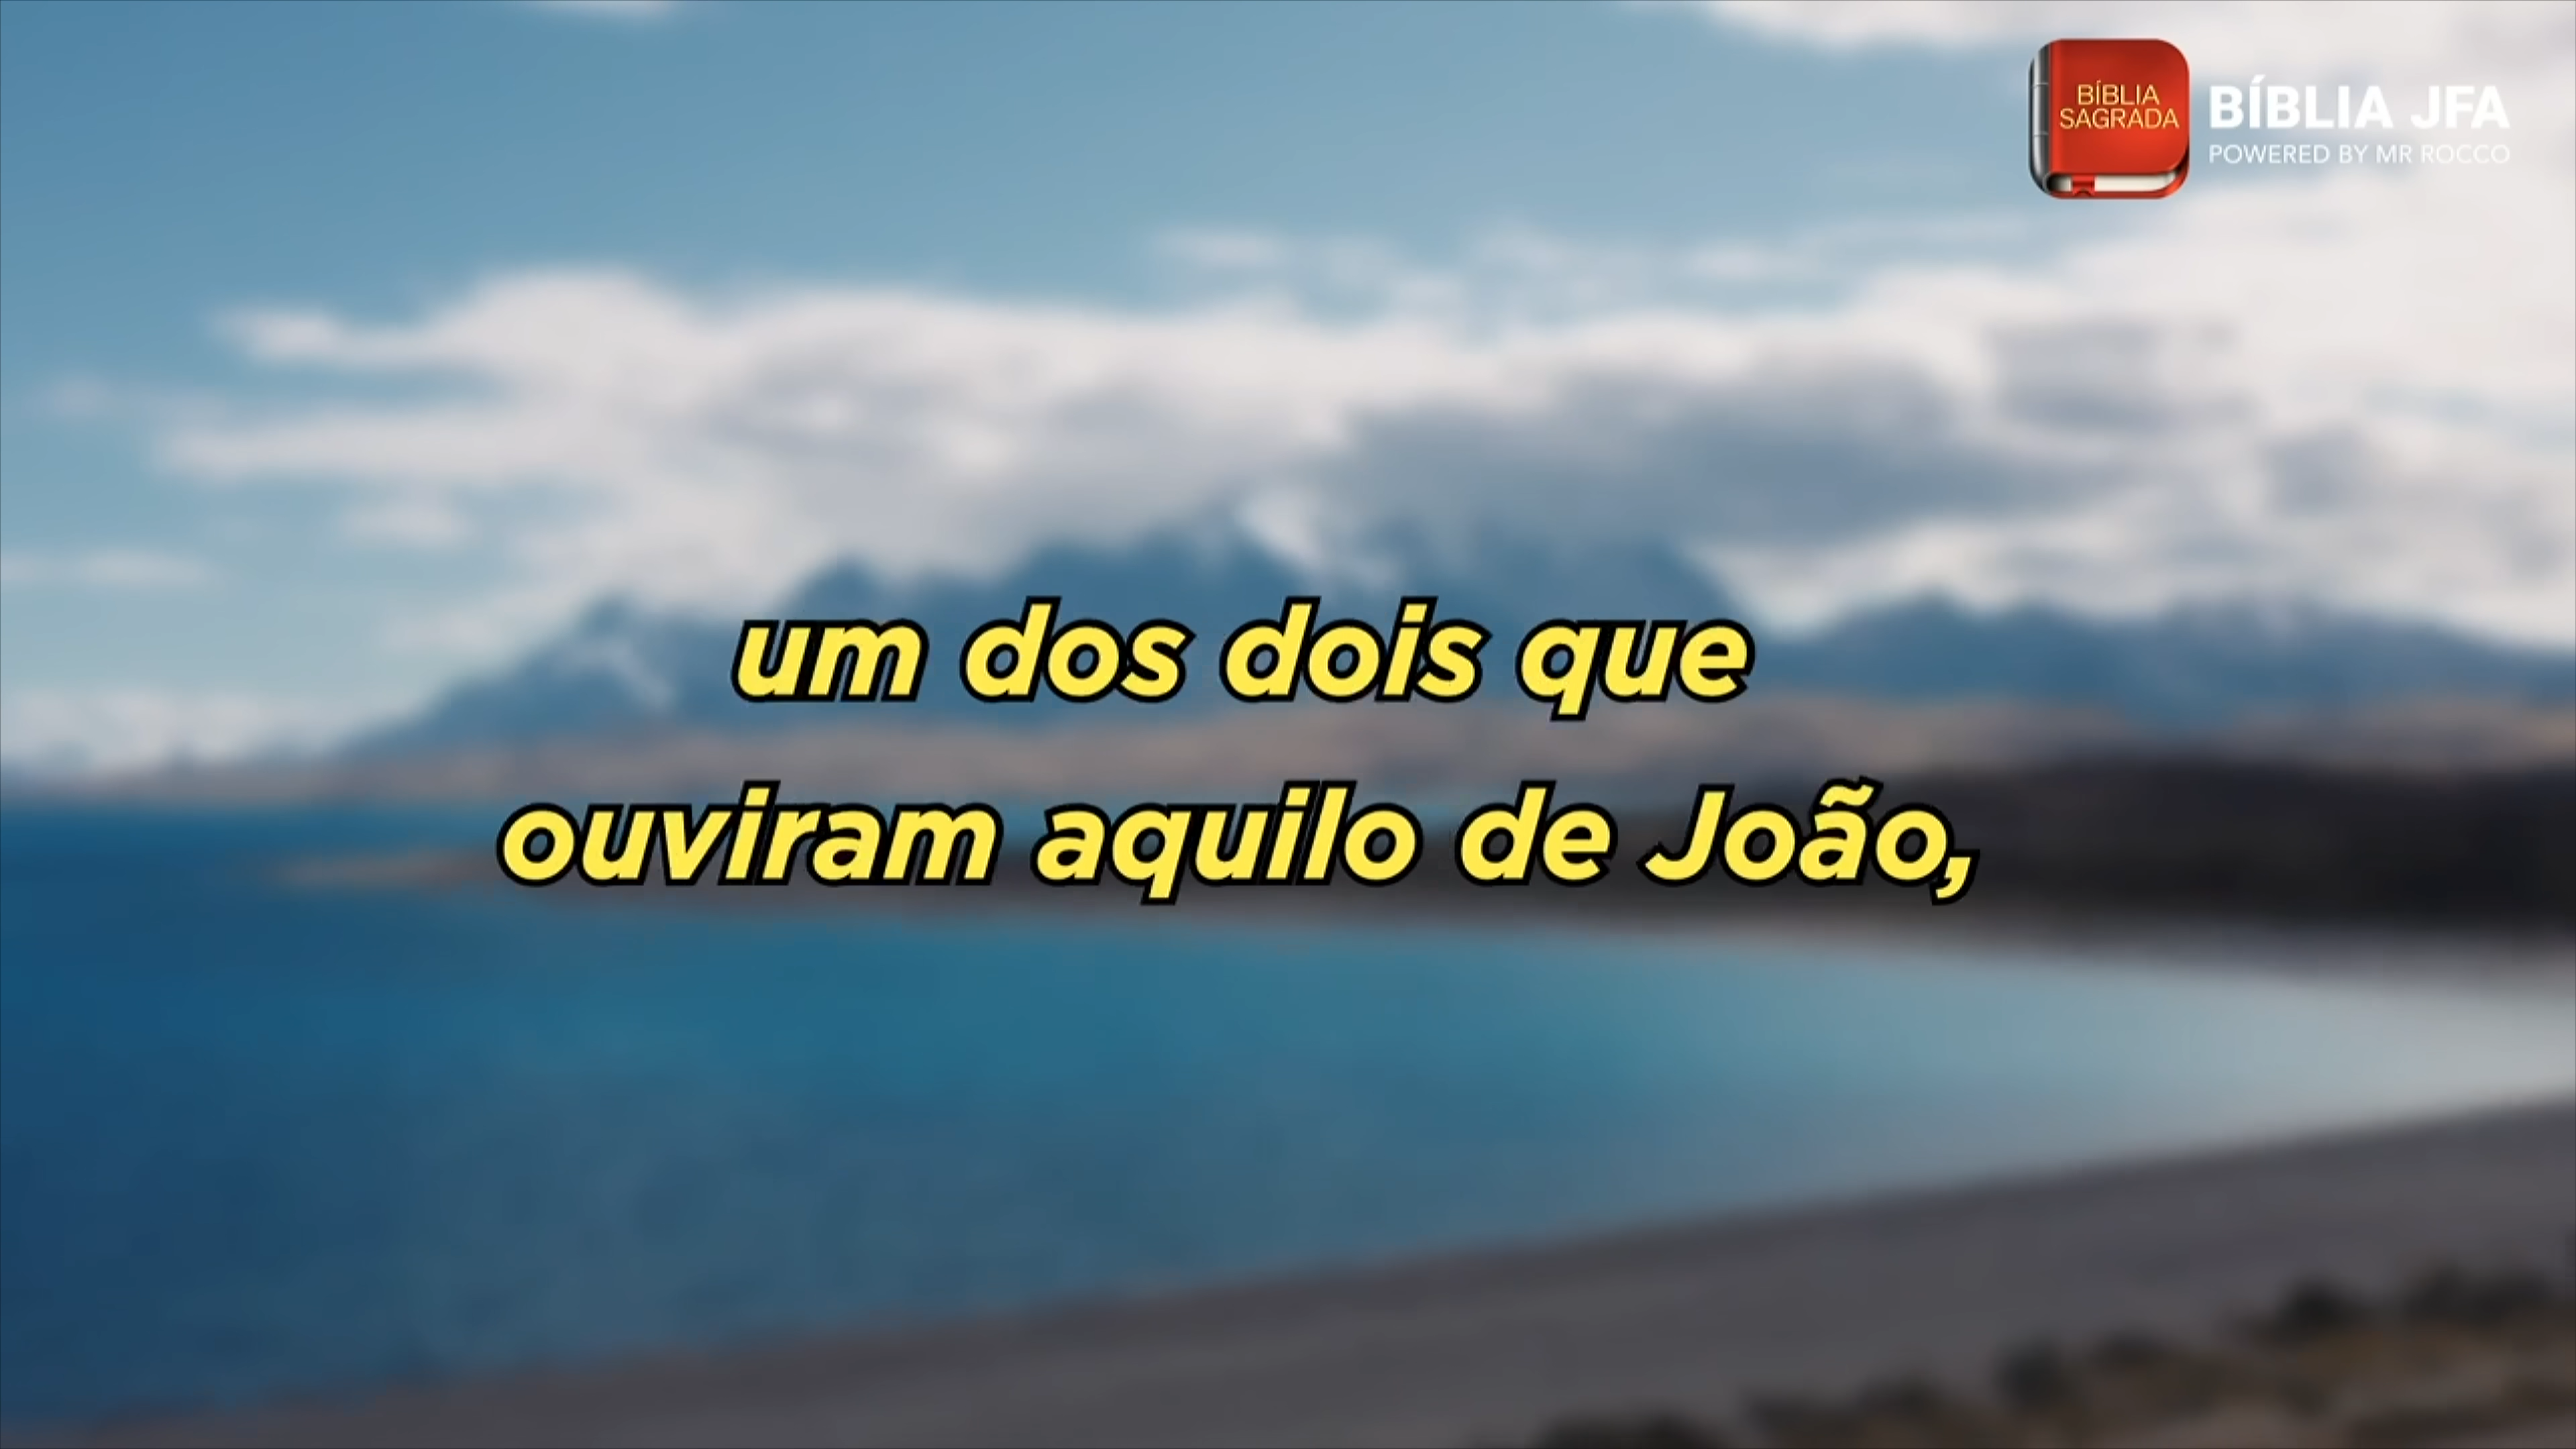 BÍBLIA
SAGRADA
BÍBLIA JFA
POWERED BY MR ROCCO
um dos dois que
ouviram aquilo de João,